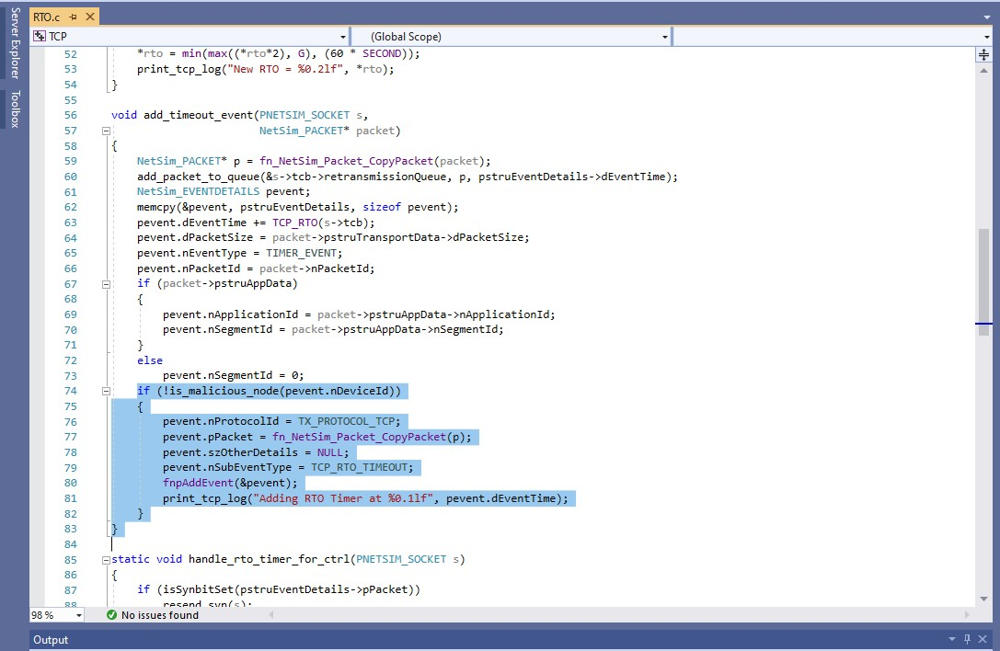 Server Explorer
Toolbox
RTO.c
TCP
(Global Scope)
52 *rto = min(max((*rto*2), G), (60 * SECOND));
53 print_tcp_log("New RTO = %0.2lf", *rto);
54 }
55
56 void add_timeout_event(PNETSIM_SOCKET s,
57 NetSim_PACKET* packet)
58 {
59 NetSim_PACKET* p = fn_NetSim_Packet_CopyPacket(packet);
60 add_packet_to_queue(&s->tcb->retransmissionQueue, p, pstruEventDetails->dEventTime);
61 NetSim_EVENTDETAILS pevent;
62 memcpy(&pevent, pstruEventDetails, sizeof pevent);
63 pevent.dEventTime += TCP_RTO(s->tcb);
64 pevent.dPacketSize = packet->pstruTransportData->dPacketSize;
65 pevent.nEventType = TIMER_EVENT;
66 pevent.nPacketId = packet->nPacketId;
67 if (packet->pstruAppData)
68 {
69 pevent.nApplicationId = packet->pstruAppData->nApplicationId;
70 pevent.nSegmentId = packet->pstruAppData->nSegmentId;
71 }
72 else
73 pevent.nSegmentId = 0;
74 if (!is_malicious_node(pevent.nDeviceId))
75 {
76 pevent.nProtocolId = TX_PROTOCOL_TCP;
77 pevent.pPacket = fn_NetSim_Packet_CopyPacket(p);
78 pevent.szOtherDetails = NULL;
79 pevent.nSubEventType = TCP_RTO_TIMEOUT;
80 fnpAddEvent(&pevent);
81 print_tcp_log("Adding RTO Timer at %0.1lf", pevent.dEventTime);
82 }
83 }
84
85 static void handle_rto_timer_for_ctrl(PNETSIM_SOCKET s)
86 {
87 if (isSynbitSet(pstruEventDetails->pPacket))
88 resend_syn(s);
98 %
No issues found
Output